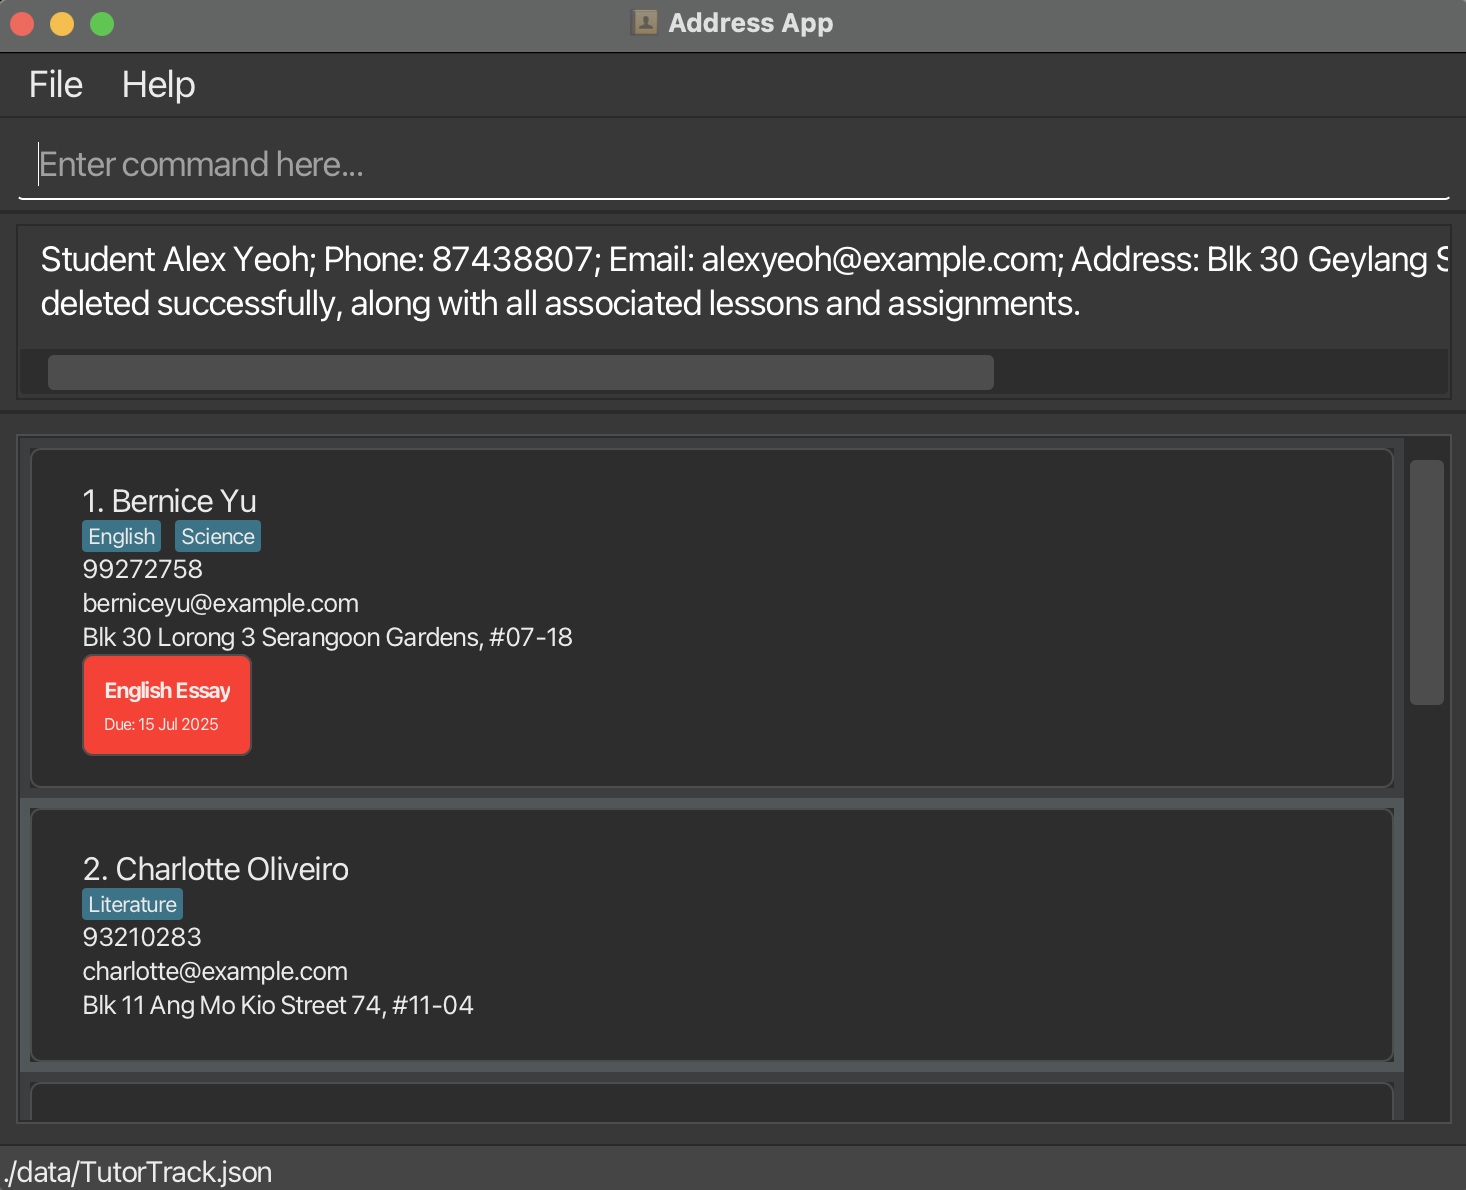 Address App
File Help
Enter command here...
Student Alex Yeoh; Phone: 87438807; Email: alexyeoh@example.com; Address: Blk 30 Geylang
deleted successfully, along with all associated lessons and assignments.
1. Bernice Yu
English Science
99272758
berniceyu@example.com
Blk 30 Lorong 3 Serangoon Gardens, #07-18
English Essay
Due: 15 Jul 2025
2. Charlotte Oliveiro
Literature
93210283
charlotte@example.com
Blk 11 Ang Mo Kio Street 74, #11-04
./data/TutorTrack.json